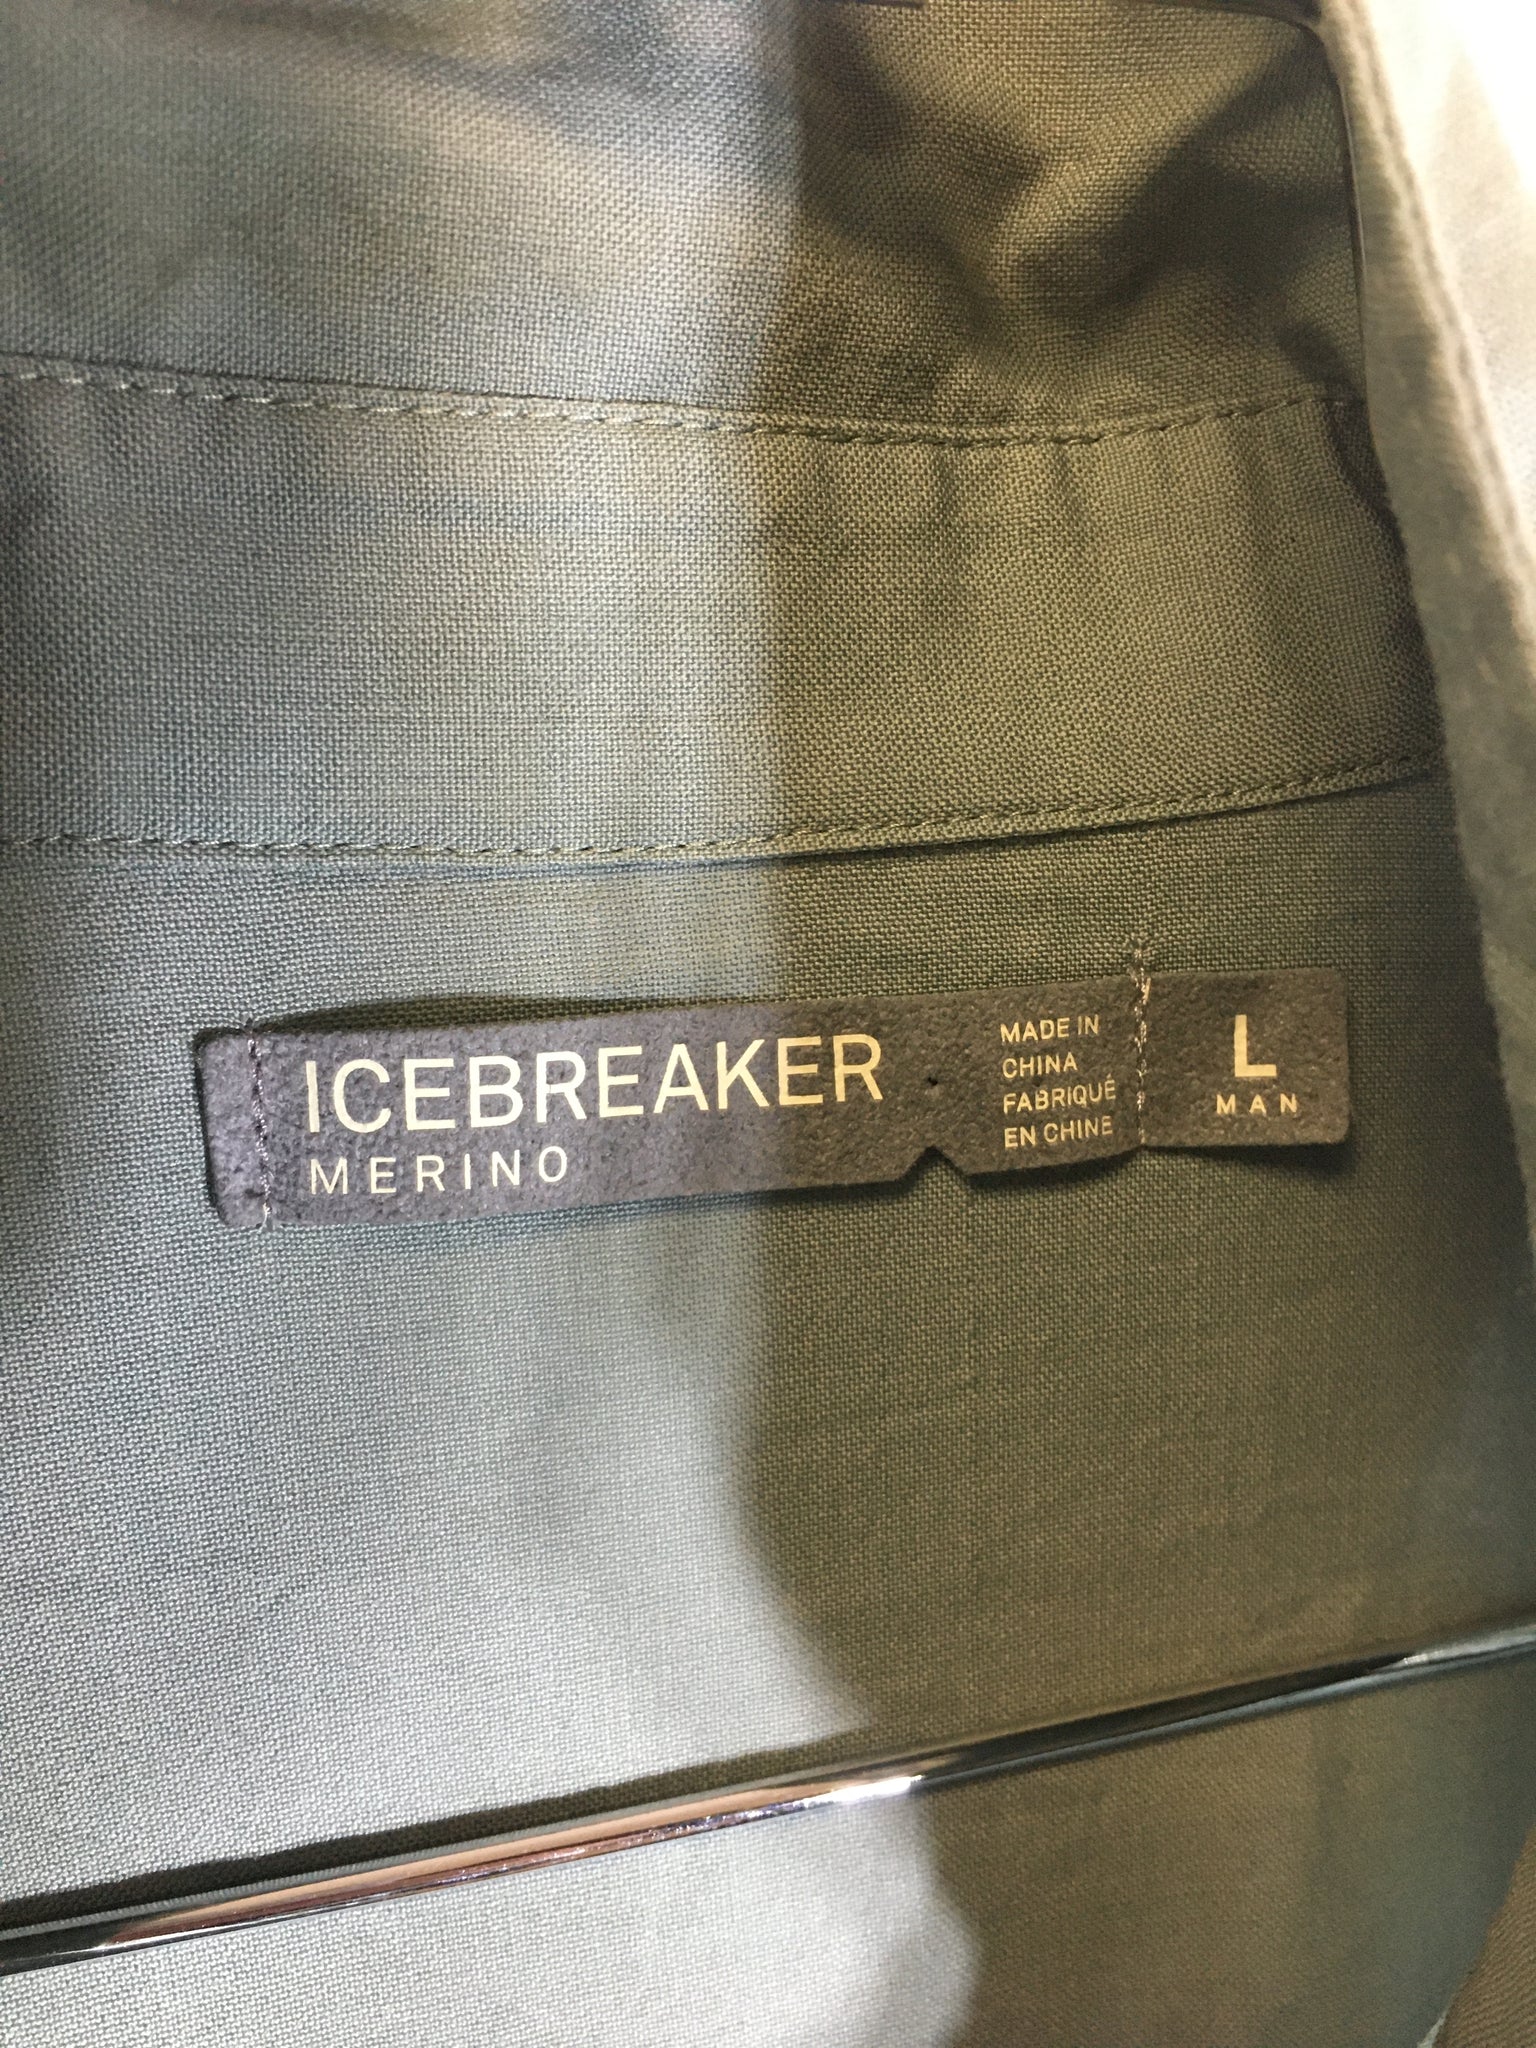 ICEBREAKER
MERINO
MADE IN
CHINA
FABRIQUÉ
EN CHINE
L
MAN